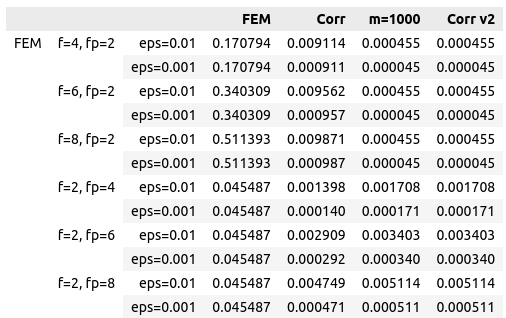 FEM Corr m=1000 Corr v2
FEM f=4, fp=2 eps=0.01 0.170794 0.009114 0.000455 0.000455
eps=0.001 0.170794 0.000911 0.000045 0.000045
f=6, fp=2 eps=0.01 0.340309 0.009562 0.000455 0.000455
eps=0.001 0.340309 0.000957 0.000045 0.000045
f=8, fp=2 eps=0.01 0.511393 0.009871 0.000455 0.000455
eps=0.001 0.511393 0.000987 0.000045 0.000045
f=2, fp=4 eps=0.01 0.045487 0.001398 0.001708 0.001708
eps=0.001 0.045487 0.000140 0.000171 0.000171
f=2, fp=6 eps=0.01 0.045487 0.002909 0.003403 0.003403
eps=0.001 0.045487 0.000292 0.000340 0.000340
f=2, fp=8 eps=0.01 0.045487 0.004749 0.005114 0.005114
eps=0.001 0.045487 0.000471 0.000511 0.000511